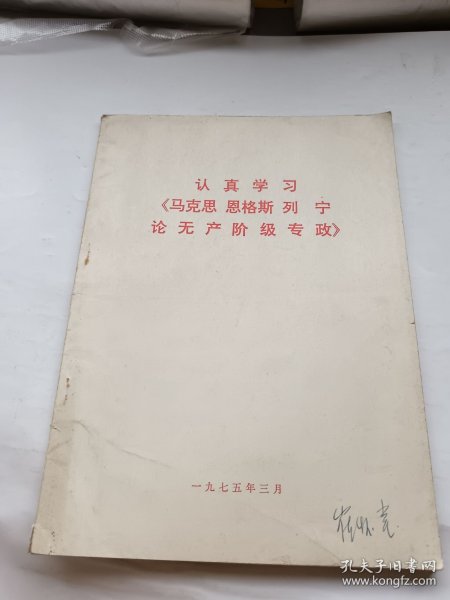 认真学习
《马克思 恩格斯 列 宁
论无产阶级专政》
一九七五年三月
孔夫子旧书网
www.kongfz.com